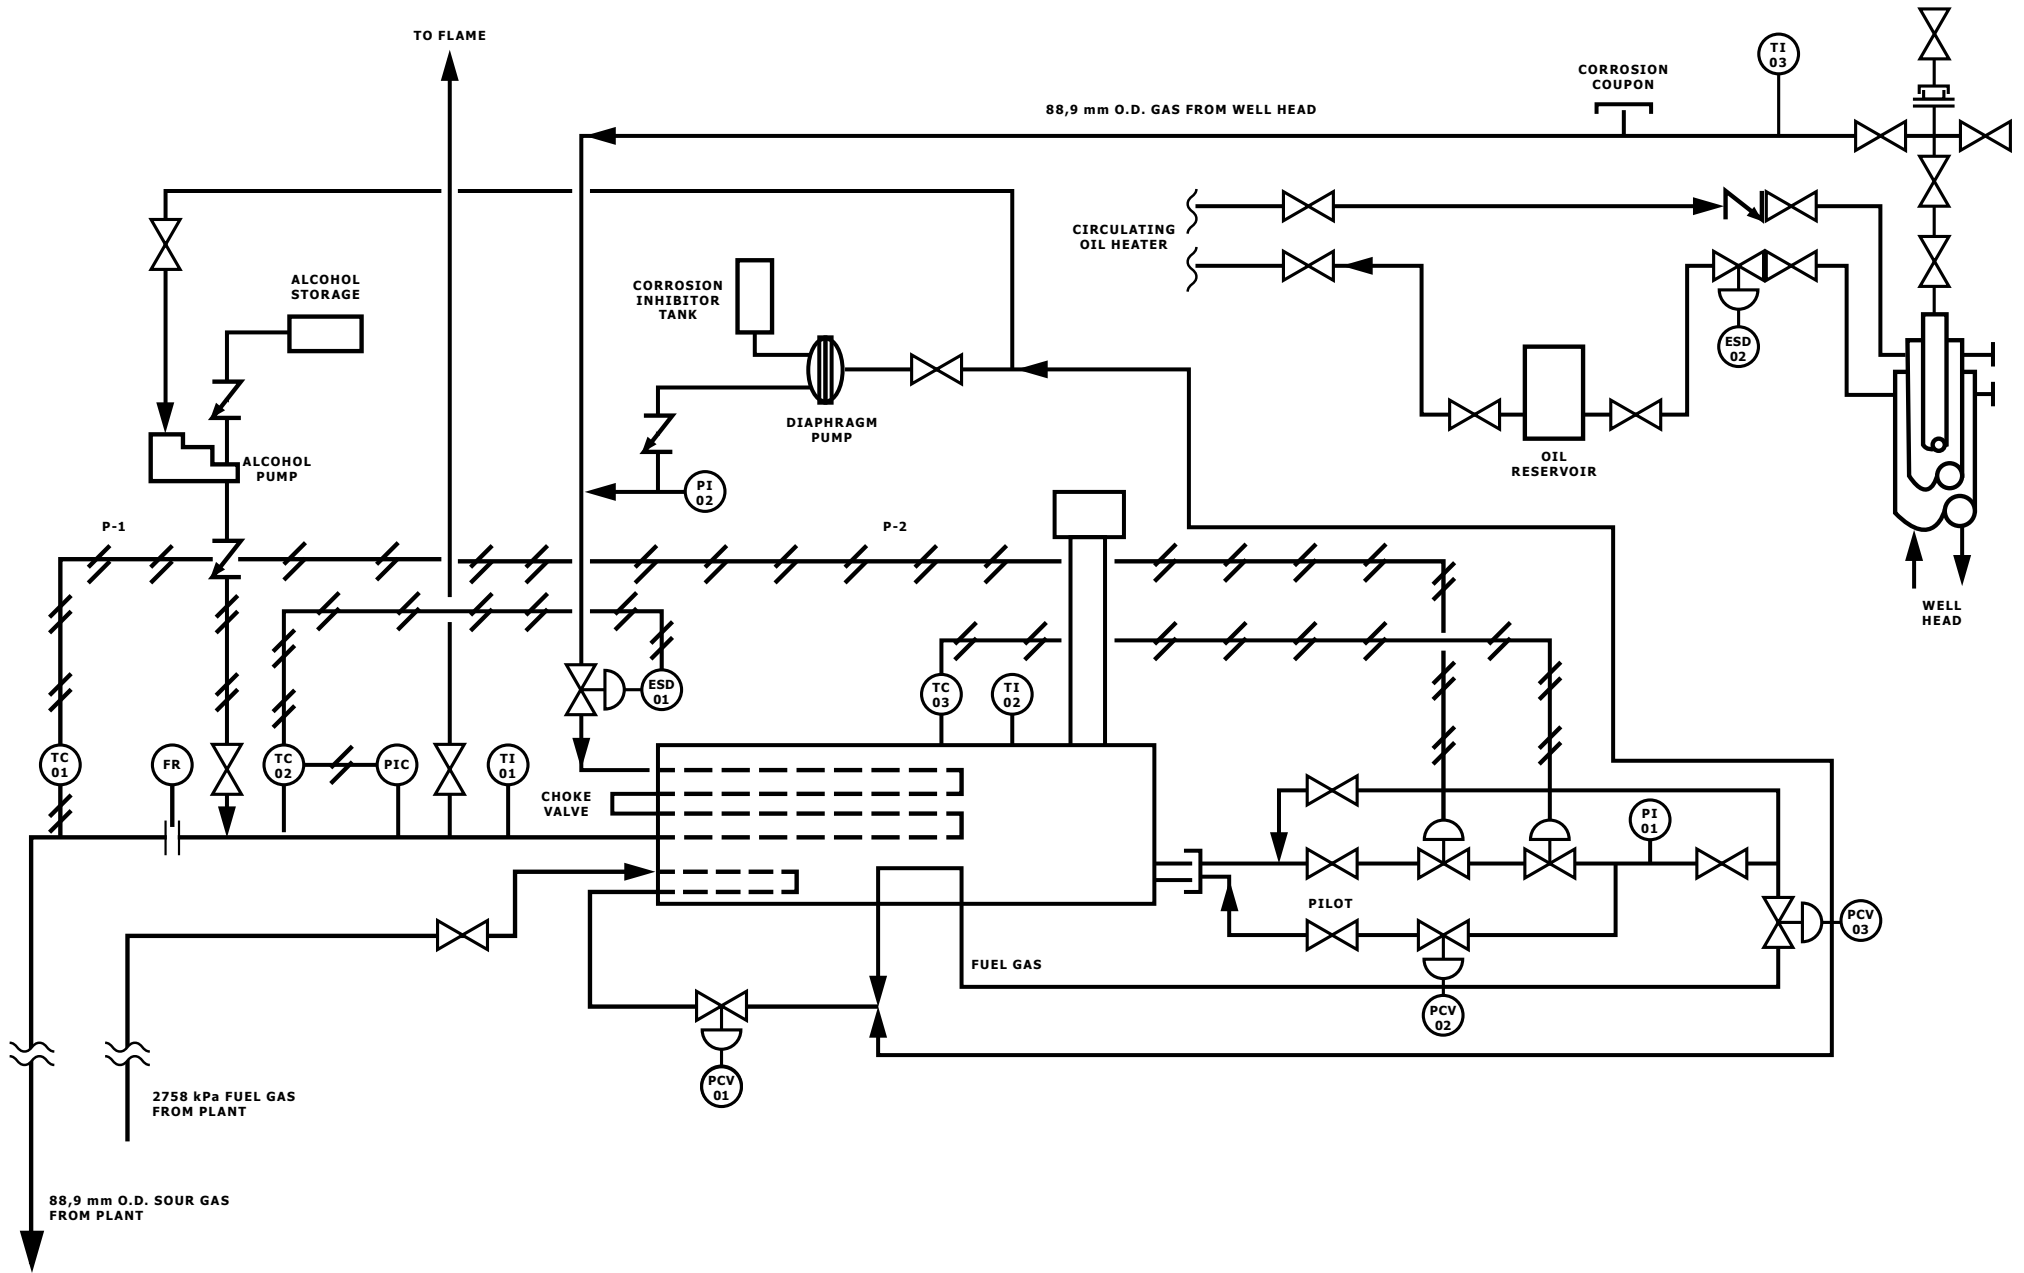 TO FLAME
TI
03
CORROSION
COUPON
88,9 mm O.D. GAS FROM WELL HEAD
CIRCULATING
OIL HEATER
ALCOHOL
STORAGE
CORROSION
INHIBITOR
TANK
ESD
02
DIAPHRAGM
PUMP
ALCOHOL
PUMP
OIL
RESERVOIR
PI
02
P-1
P-2
WELL
HEAD
ESD
01
TC
03
TI
02
TC
01
FR
TC
02
PIC
TI
01
CHOKE
VALVE
PI
01
PILOT
PCV
03
FUEL GAS
PCV
02
PCV
01
2758 kPa FUEL GAS
FROM PLANT
88,9 mm O.D. SOUR GAS
FROM PLANT